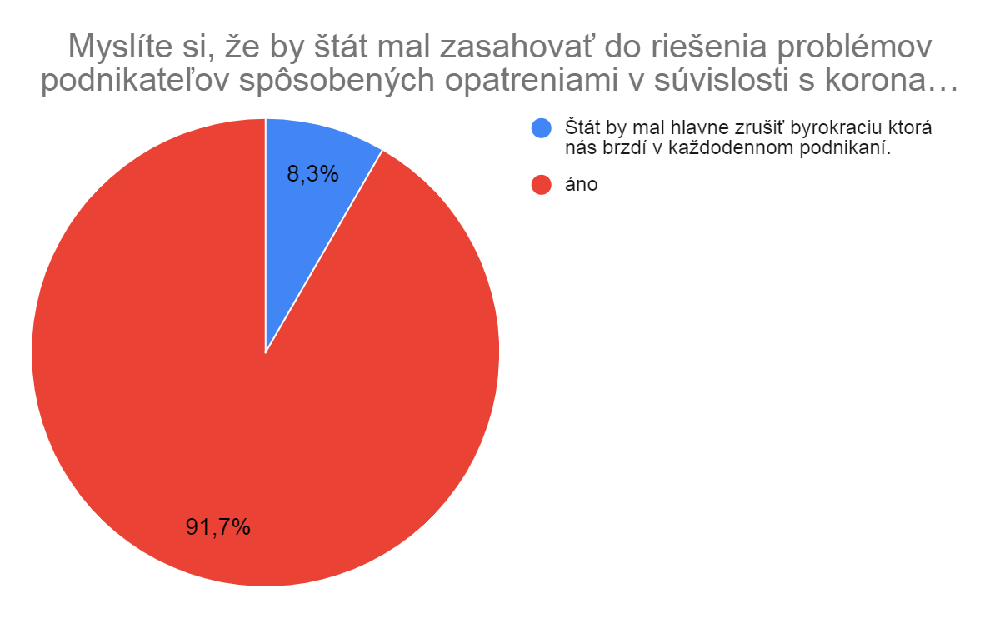 Myslíte si, že by štát mal zasahovať do riešenia problémov
podnikateľov spôsobených opatreniami v súvislosti s korona…
Štát by mal hlavne zrušiť byrokraciu ktorá
nás brzdí v každodennom podnikaní.
áno
8,3%
91,7%